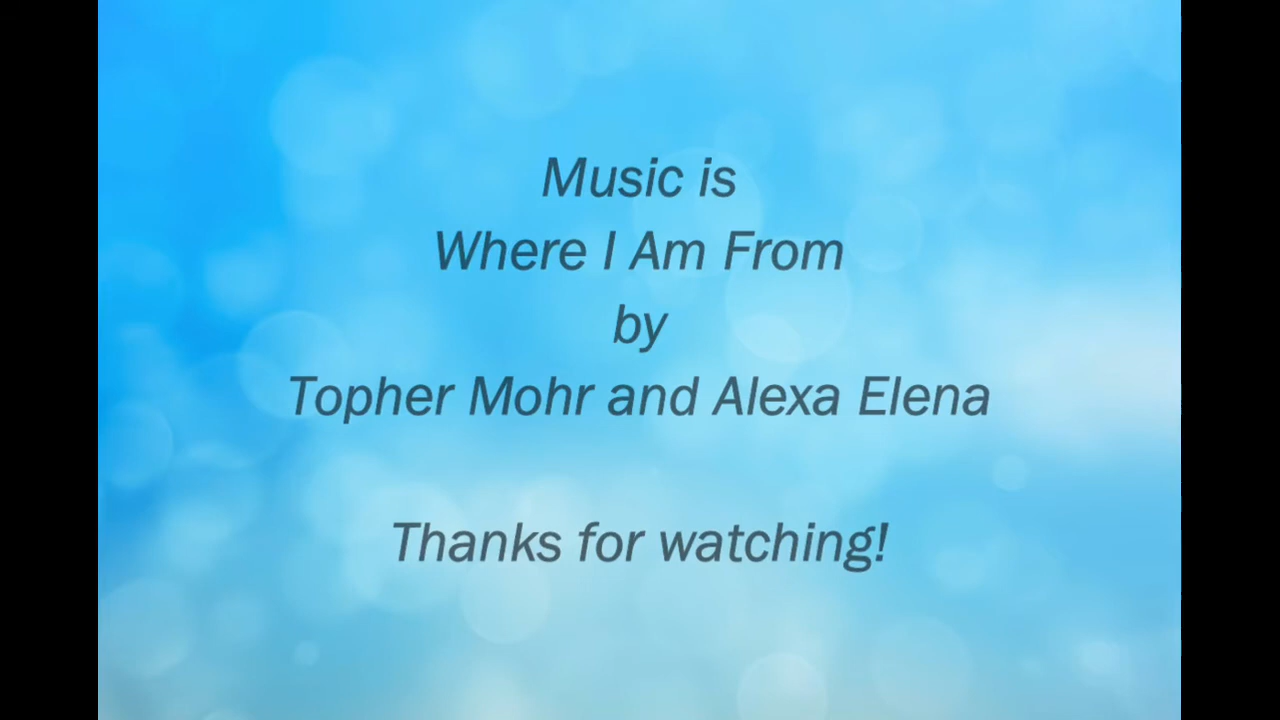 Music is
Where I Am From
by
Topher Mohr and Alexa Elena
Thanks for watching!